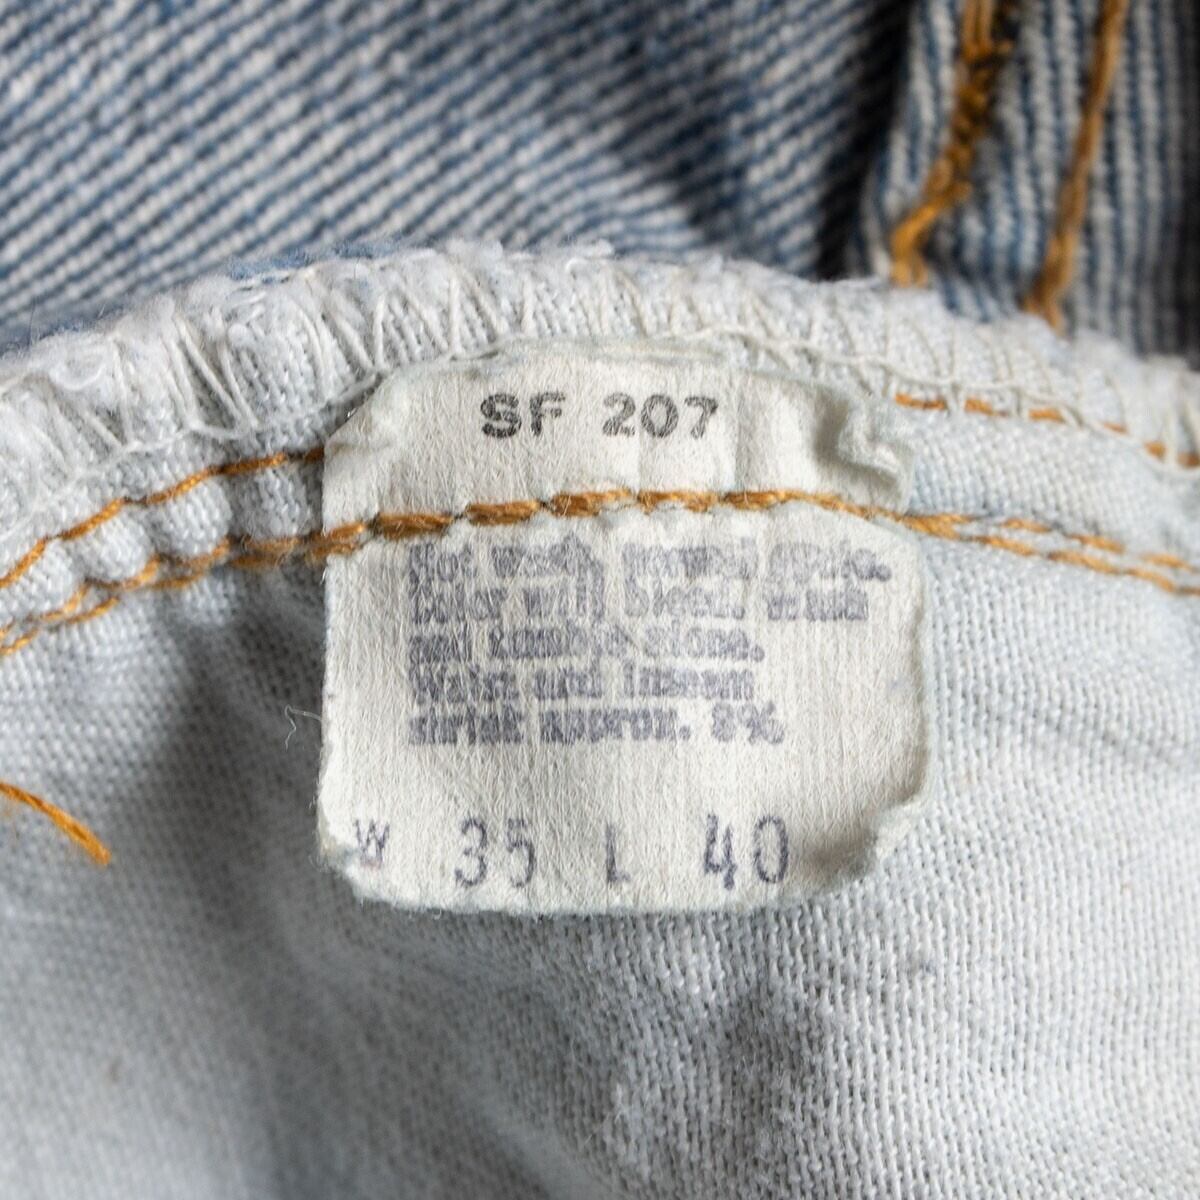 SF 207
Hot wash
Color will bleed. Wash
and tumble alone.
Waist and Inseam
shrink approx. 8%
W 35 L 40